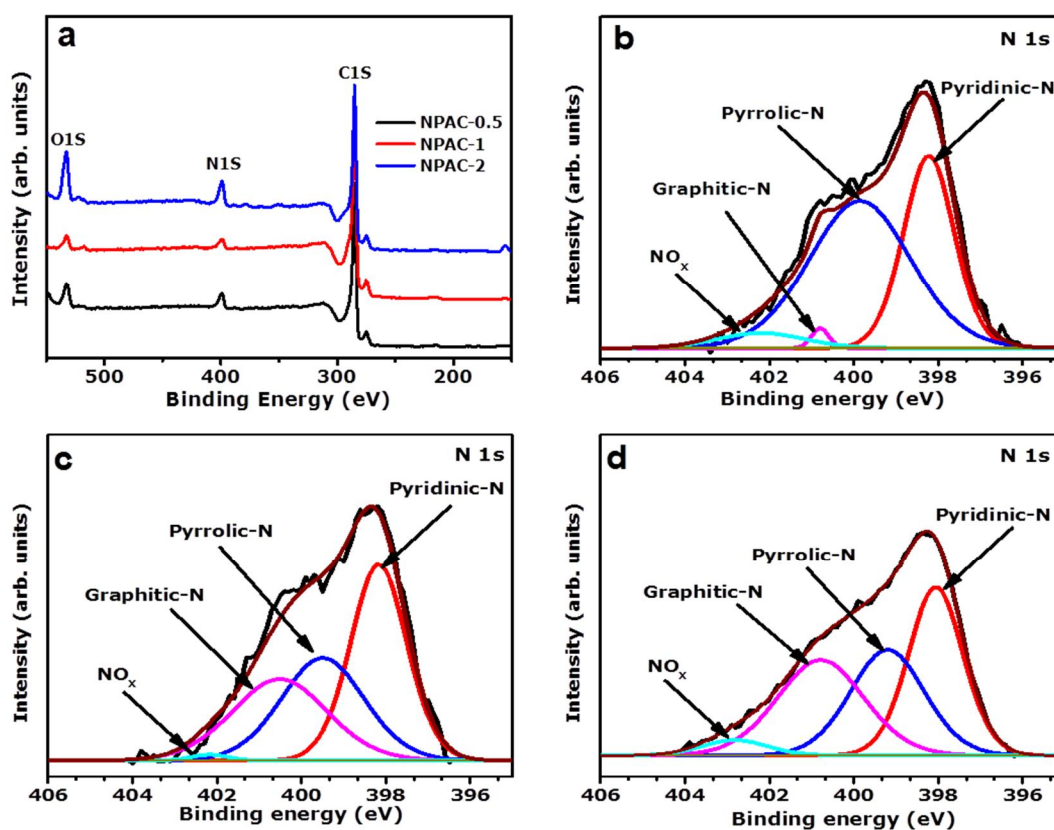 a
C1S
O1S
N1S
NPAC-0.5
NPAC-1
NPAC-2
Intensity (arb. units)
500 400 300 200
Binding Energy (eV)
b
N 1s
Pyridinic-N
Pyrrolic-N
Graphitic-N
NOₓ
Intensity (arb. units)
406 404 402 400 398 396
Binding energy (eV)
c
N 1s
Pyridinic-N
Pyrrolic-N
Graphitic-N
NOₓ
Intensity (arb. units)
406 404 402 400 398 396
Binding energy (eV)
d
N 1s
Pyridinic-N
Pyrrolic-N
Graphitic-N
NOₓ
Intensity (arb. units)
406 404 402 400 398 396
Binding energy (eV)